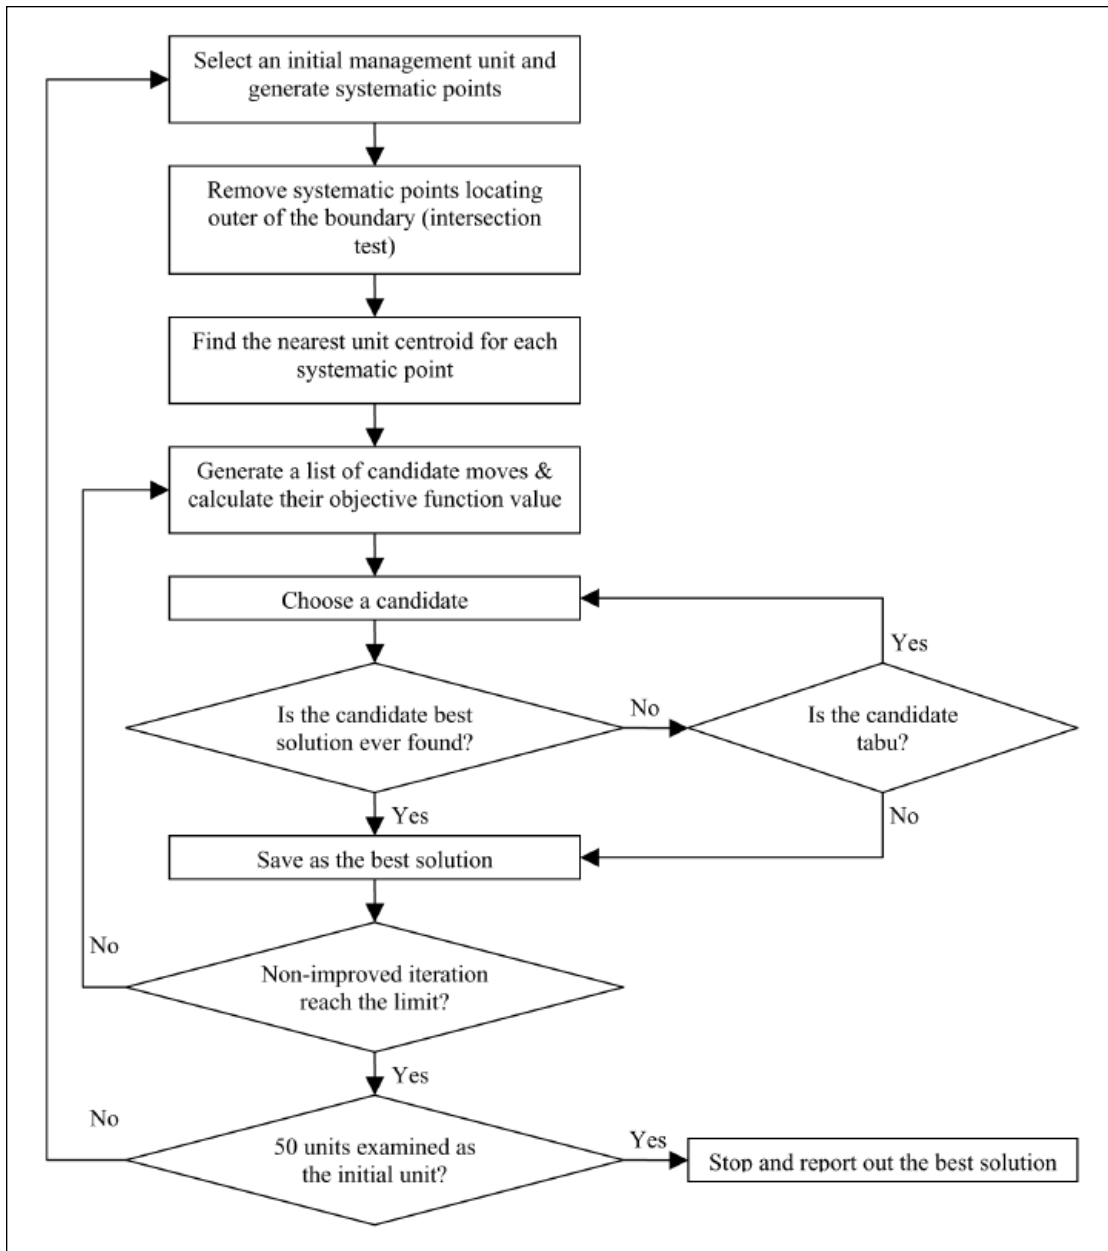 Select an initial management unit and
generate systematic points
Remove systematic points locating
outer of the boundary (intersection
test)
Find the nearest unit centroid for each
systematic point
Generate a list of candidate moves &
calculate their objective function value
Choose a candidate
Yes
Is the candidate best
solution ever found?
No
Is the candidate
tabu?
Yes
No
Save as the best solution
No
Non-improved iteration
reach the limit?
Yes
No
50 units examined as
the initial unit?
Yes
Stop and report out the best solution